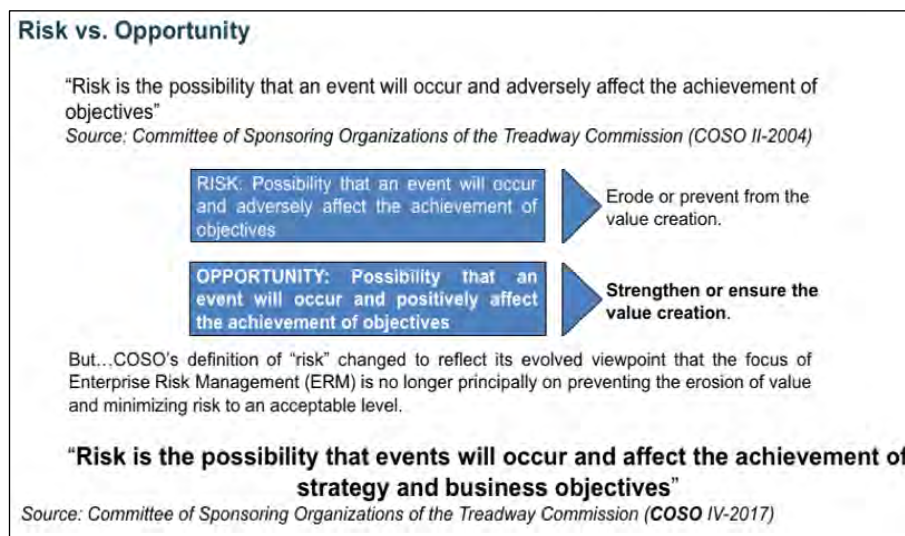 Risk vs. Opportunity
“Risk is the possibility that an event will occur and adversely affect the achievement of
objectives”
Source: Committee of Sponsoring Organizations of the Treadway Commission (COSO II-2004)
RISK: Possibility that an event will occur
and adversely affect the achievement of
objectives
Erode or prevent from the
value creation.
OPPORTUNITY: Possibility that an
event will occur and positively affect
the achievement of objectives
Strengthen or ensure the
value creation.
But…COSO’s definition of “risk” changed to reflect its evolved viewpoint that the focus of
Enterprise Risk Management (ERM) is no longer principally on preventing the erosion of value
and minimizing risk to an acceptable level.
“Risk is the possibility that events will occur and affect the achievement of
strategy and business objectives”
Source: Committee of Sponsoring Organizations of the Treadway Commission (COSO IV-2017)